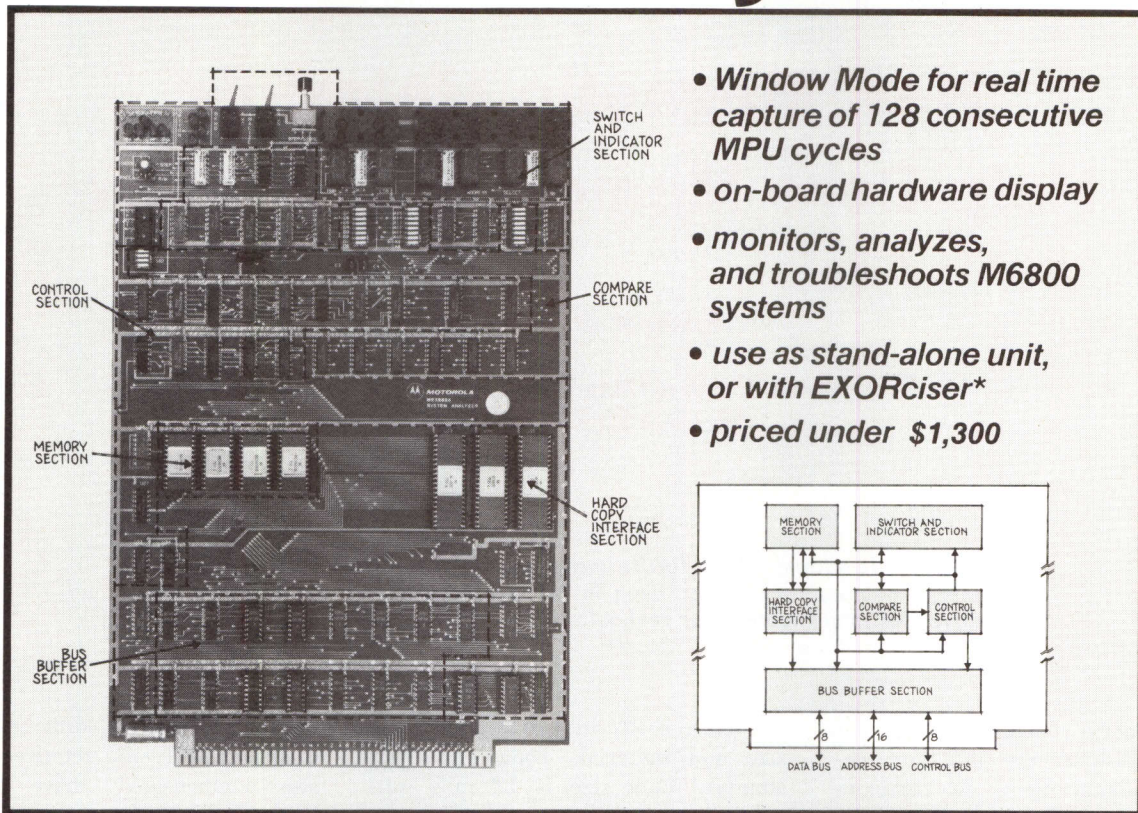 • Window Mode for real time
capture of 128 consecutive
MPU cycles
• on-board hardware display
• monitors, analyzes,
and troubleshoots M6800
systems
• use as stand-alone unit,
or with EXORciser*
• priced under $1,300
SWITCH
AND
INDICATOR
SECTION
CONTROL
SECTION
COMPARE
SECTION
MOTOROLA
SYSTEM ANALYZER
MEMORY
SECTION
HARD
COPY
INTERFACE
SECTION
BUS
BUFFER
SECTION
MEMORY
SECTION
SWITCH AND
INDICATOR SECTION
HARD COPY
INTERFACE
SECTION
COMPARE
SECTION
CONTROL
SECTION
BUS BUFFER SECTION
8
16
8
DATA BUS
ADDRESS BUS
CONTROL BUS